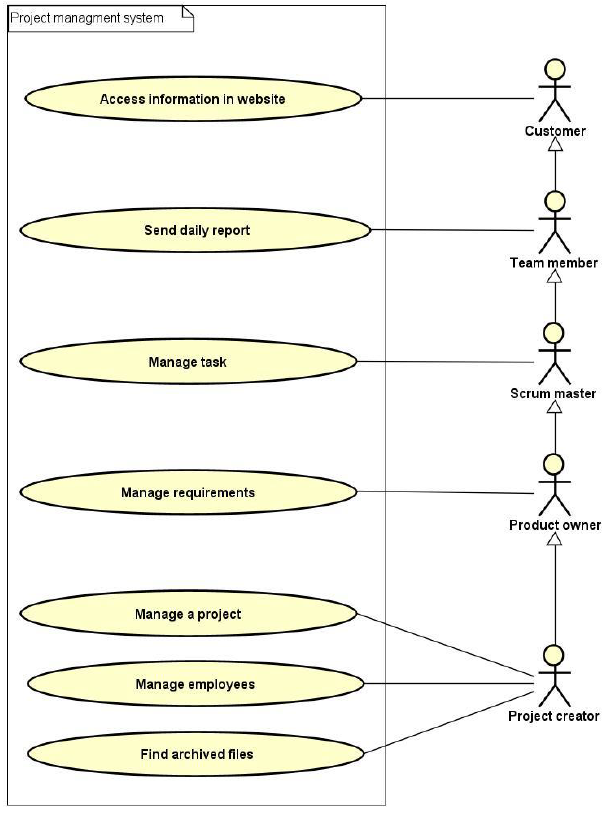 Project managment system
Access information in website
Customer
Send daily report
Team member
Manage task
Scrum master
Manage requirements
Product owner
Manage a project
Manage employees
Project creator
Find archived files